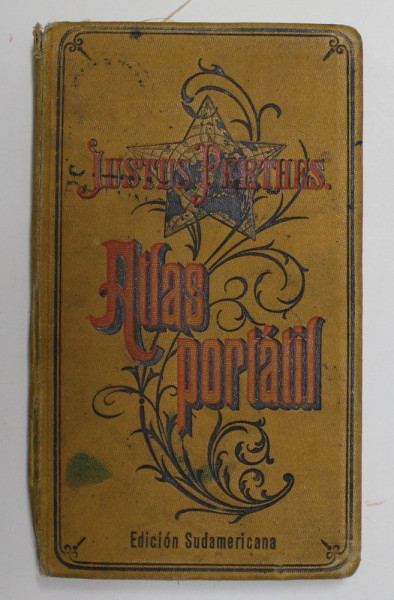 JUSTUS PERTHES.
Atlas
portátil
Edición Sudamericana